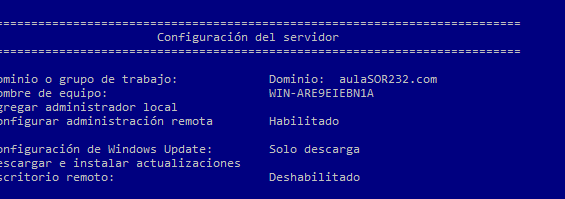 ===============================================================================
Configuración del servidor
===============================================================================
ominio o grupo de trabajo: Dominio: aulaSOR232.com
ombre de equipo: WIN-ARE9EIEBN1A
gregar administrador local
onfigurar administración remota Habilitado
onfiguración de Windows Update: Solo descarga
escargar e instalar actualizaciones
scritorio remoto: Deshabilitado